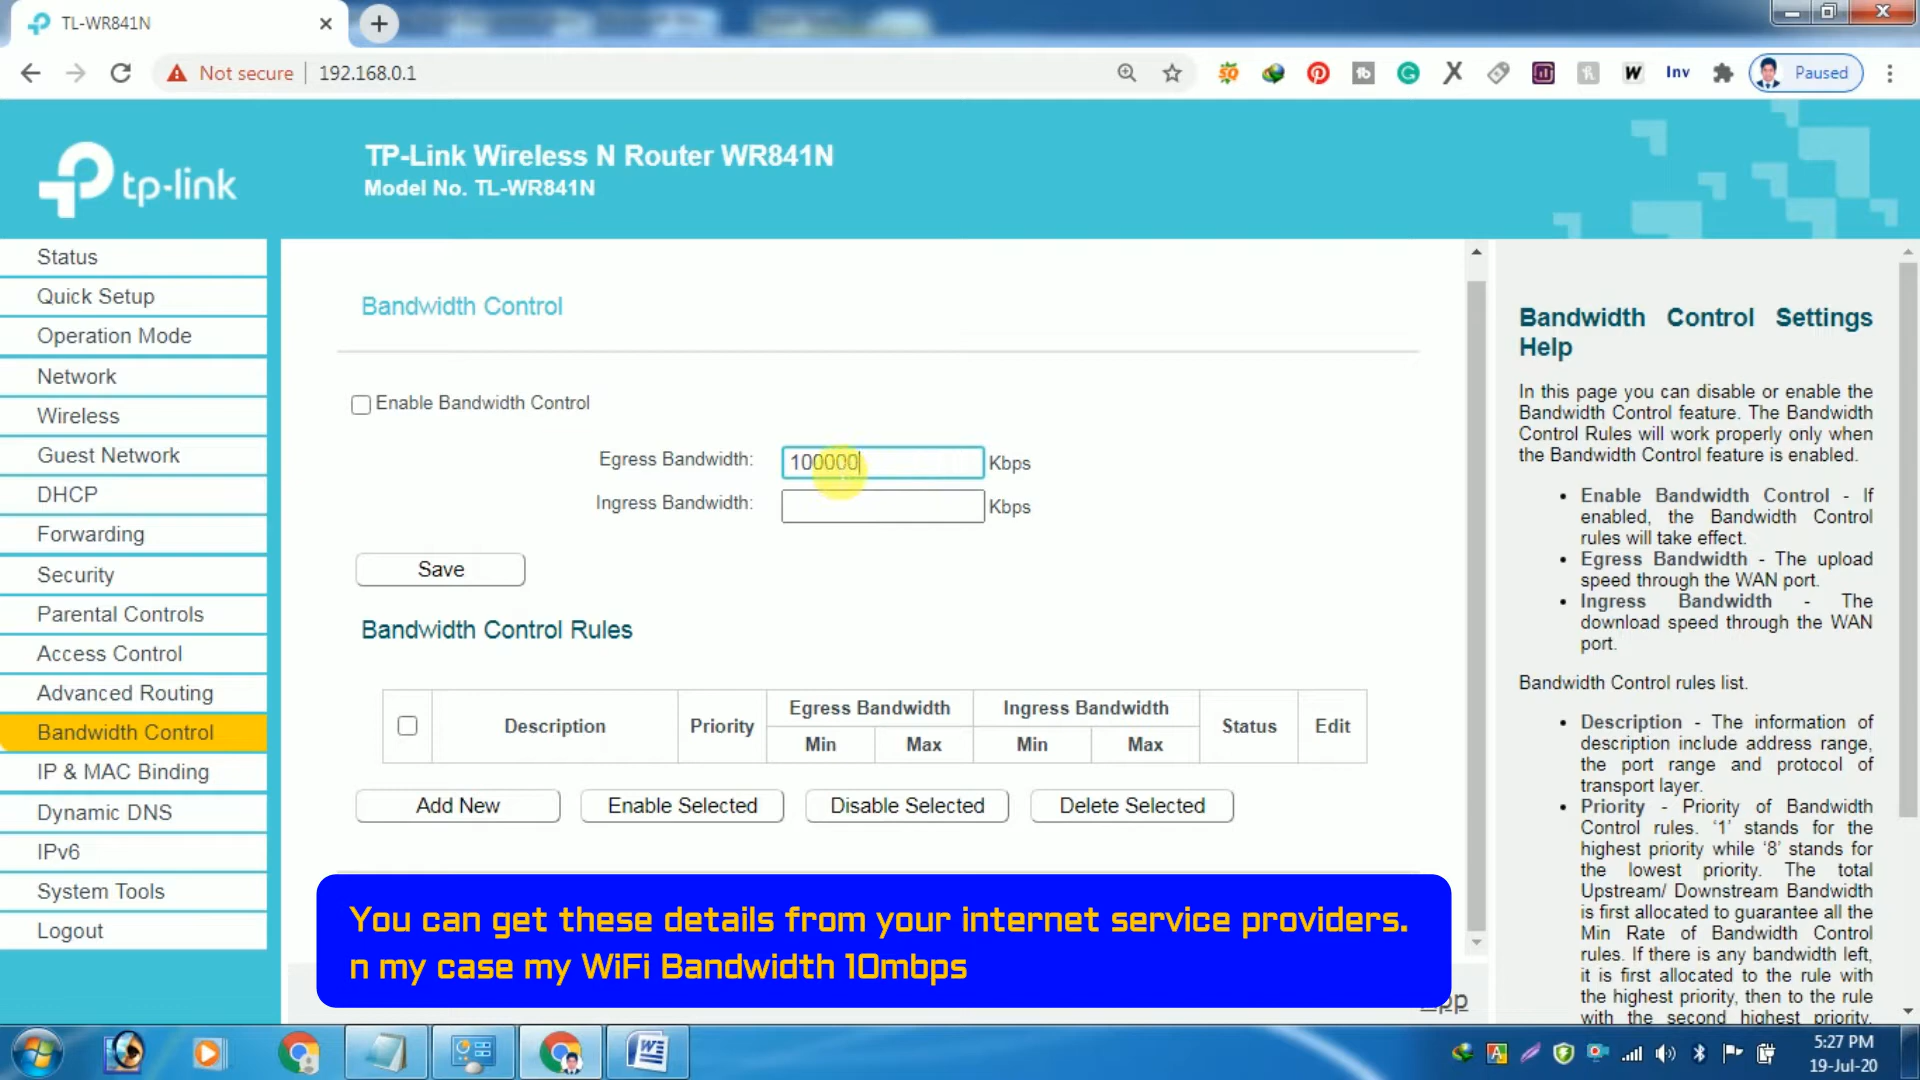 TL-WR841N
Not secure
192.168.0.1
Inv
Paused
tp-link
TP-Link Wireless N Router WR841N
Model No. TL-WR841N
Status
Quick Setup
Operation Mode
Network
Wireless
Guest Network
DHCP
Forwarding
Security
Parental Controls
Access Control
Advanced Routing
Bandwidth Control
IP & MAC Binding
Dynamic DNS
IPv6
System Tools
Logout
Bandwidth Control
Enable Bandwidth Control
Egress Bandwidth: 100000 Kbps
Ingress Bandwidth: Kbps
Save
Bandwidth Control Rules
Description Priority Egress Bandwidth Ingress Bandwidth Status Edit
Min Max Min Max
Add New Enable Selected Disable Selected Delete Selected
You can get these details from your internet service providers.
n my case my WiFi Bandwidth 10mbps
Bandwidth Control Settings
Help
In this page you can disable or enable the
Bandwidth Control feature. The Bandwidth
Control Rules will work properly only when
the Bandwidth Control feature is enabled.
• Enable Bandwidth Control - If
enabled, the Bandwidth Control
rules will take effect.
• Egress Bandwidth - The upload
speed through the WAN port.
• Ingress Bandwidth - The
download speed through the WAN
port.
Bandwidth Control rules list.
• Description - The information of
description include address range,
the port range and protocol of
transport layer.
• Priority - Priority of Bandwidth
Control rules. ‘1’ stands for the
highest priority while ‘8’ stands for
the lowest priority. The total
Upstream/ Downstream Bandwidth
is first allocated to guarantee all the
Min Rate of Bandwidth Control
rules. If there is any bandwidth left,
it is first allocated to the rule with
the highest priority, then to the rule
with the second highest priority,
5:27 PM
19-Jul-20